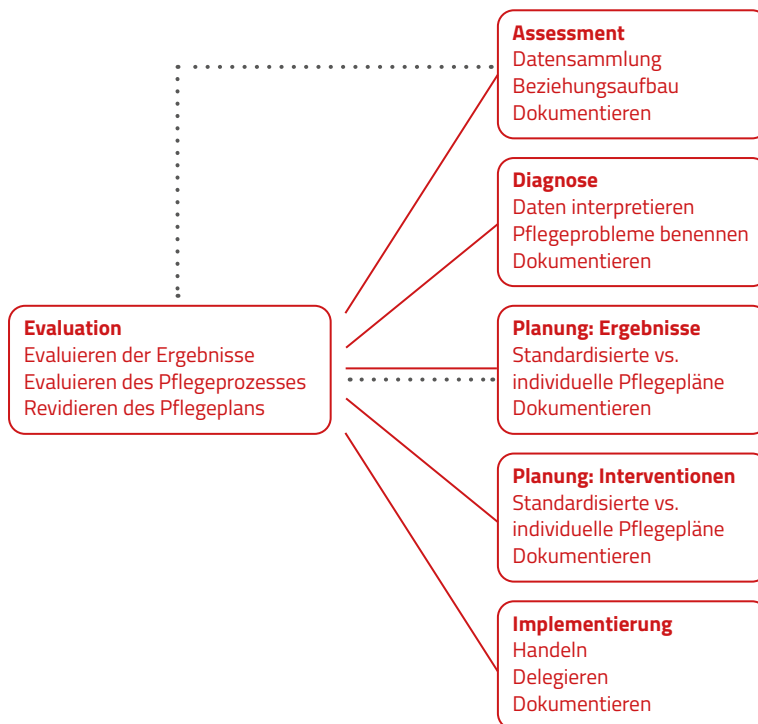 Assessment
Datensammlung
Beziehungsaufbau
Dokumentieren
Diagnose
Daten interpretieren
Pflegeprobleme benennen
Dokumentieren
Evaluation
Evaluieren der Ergebnisse
Evaluieren des Pflegeprozesses
Revidieren des Pflegeplans
Planung: Ergebnisse
Standardisierte vs.
individuelle Pflegepläne
Dokumentieren
Planung: Interventionen
Standardisierte vs.
individuelle Pflegepläne
Dokumentieren
Implementierung
Handeln
Delegieren
Dokumentieren